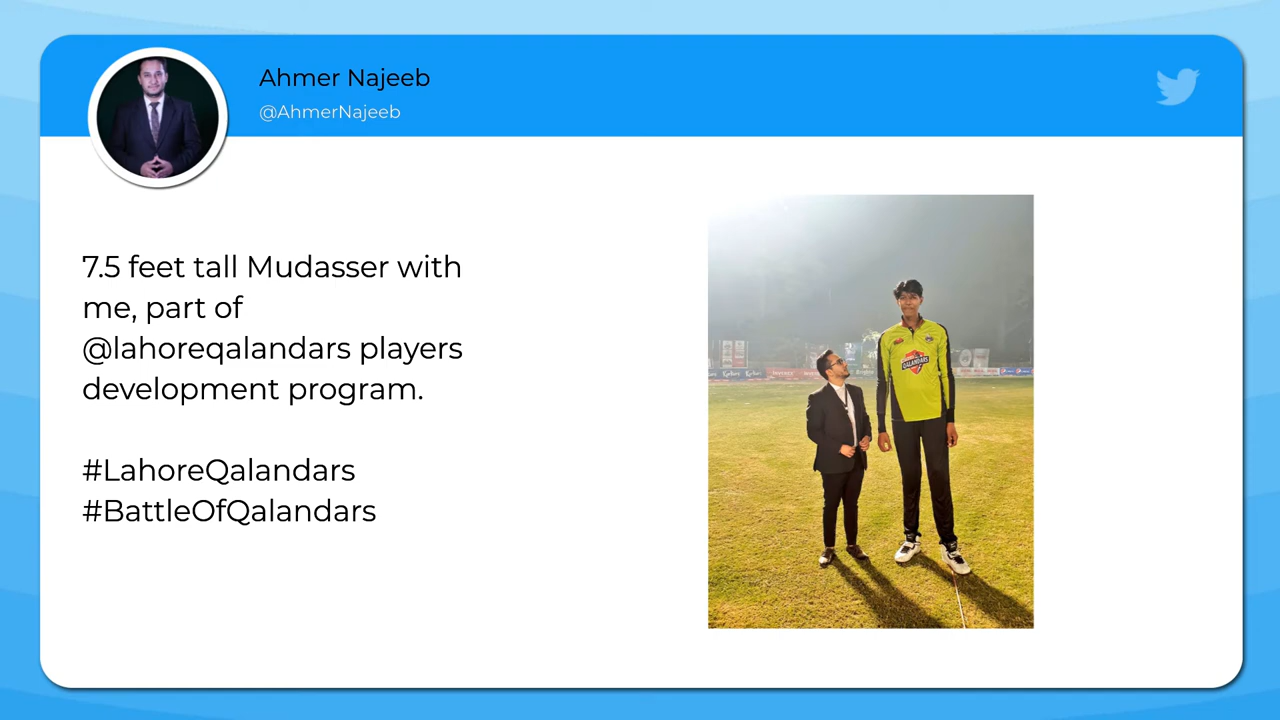 Ahmer Najeeb
@AhmerNajeeb
7.5 feet tall Mudasser with
me, part of
@lahoreqalandars players
development program.
#LahoreQalandars
#BattleOfQalandars
QALANDARS